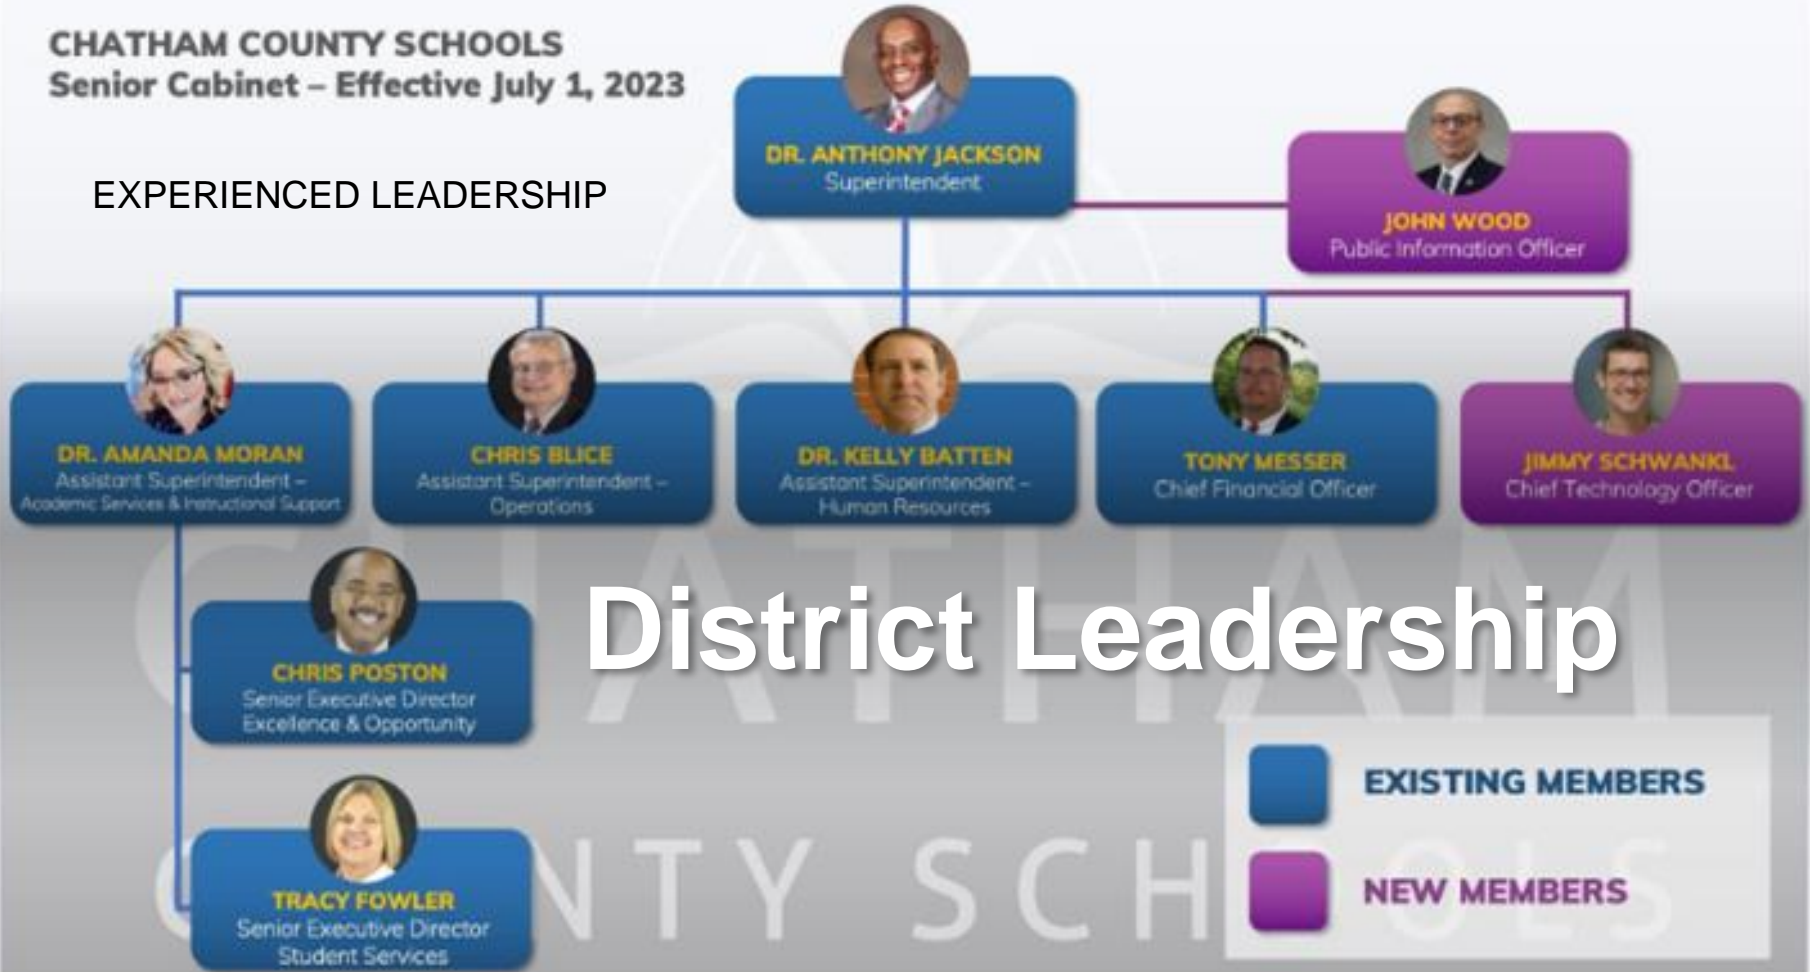 CHATHAM COUNTY SCHOOLS
Senior Cabinet – Effective July 1, 2023
EXPERIENCED LEADERSHIP
DR. ANTHONY JACKSON
Superintendent
JOHN WOOD
Public Information Officer
DR. AMANDA MORAN
Assistant Superintendent –
Academic Services & Instructional Support
CHRIS BLICE
Assistant Superintendent –
Operations
DR. KELLY BATTEN
Assistant Superintendent –
Human Resources
TONY MESSER
Chief Financial Officer
JIMMY SCHWANKL
Chief Technology Officer
CHRIS POSTON
Senior Executive Director
Excellence & Opportunity
TRACY FOWLER
Senior Executive Director
Student Services
District Leadership
EXISTING MEMBERS
NEW MEMBERS
CHATHAM
COUNTY SCHOOLS